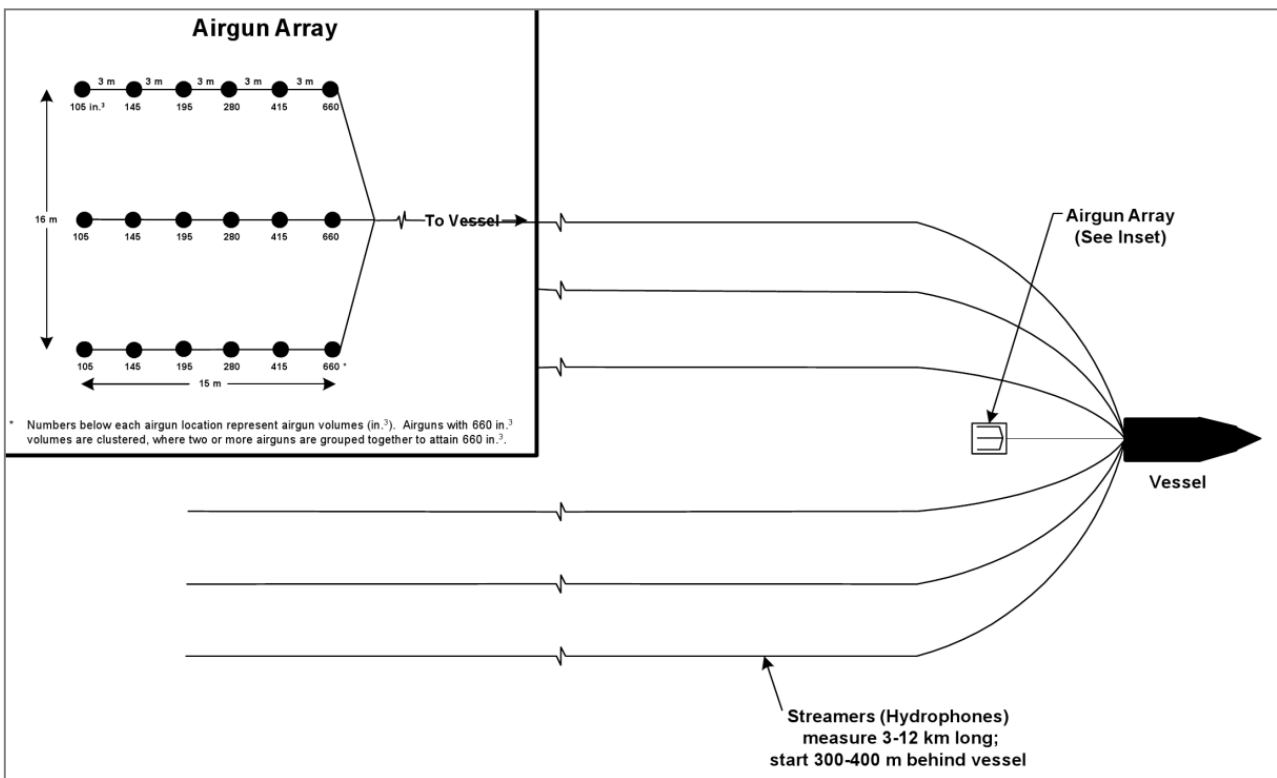 Airgun Array
3 m 3 m 3 m 3 m 3 m
105 in.³ 145 195 280 415 660
16 m
To Vessel
105 145 195 280 415 660
105 145 195 280 415 660 *
15 m
* Numbers below each airgun location represent airgun volumes (in.³). Airguns with 660 in.³
volumes are clustered, where two or more airguns are grouped together to attain 660 in.³.
Airgun Array
(See Inset)
Vessel
Streamers (Hydrophones)
measure 3-12 km long;
start 300-400 m behind vessel